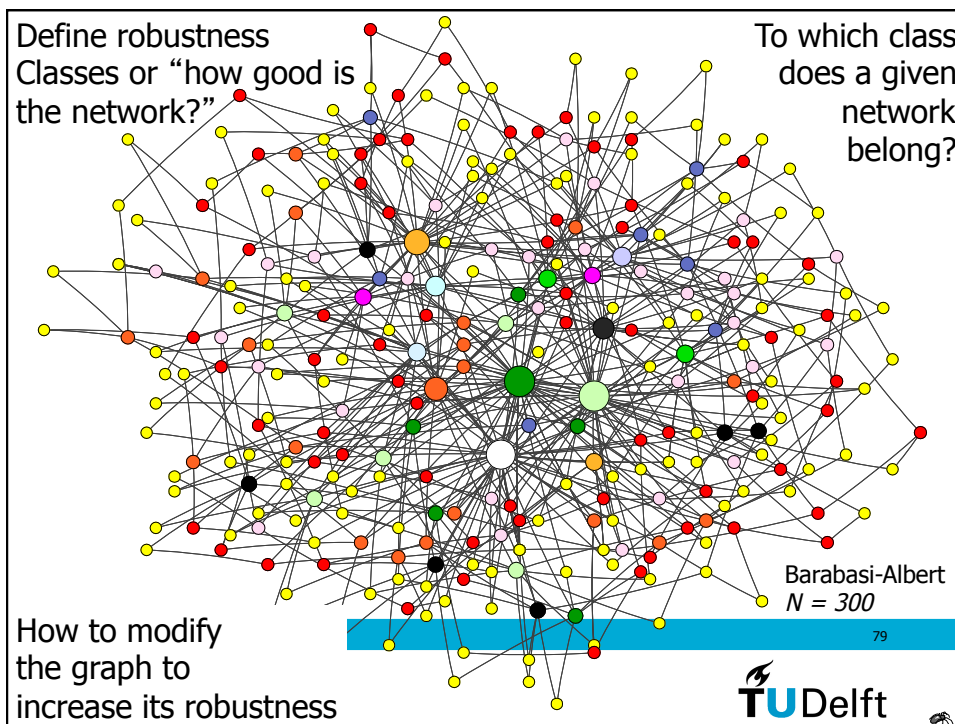 Define robustness
Classes or “how good is
the network?”
To which class
does a given
network
belong?
Barabasi-Albert
N = 300
79
How to modify
the graph to
increase its robustness
TUDelft